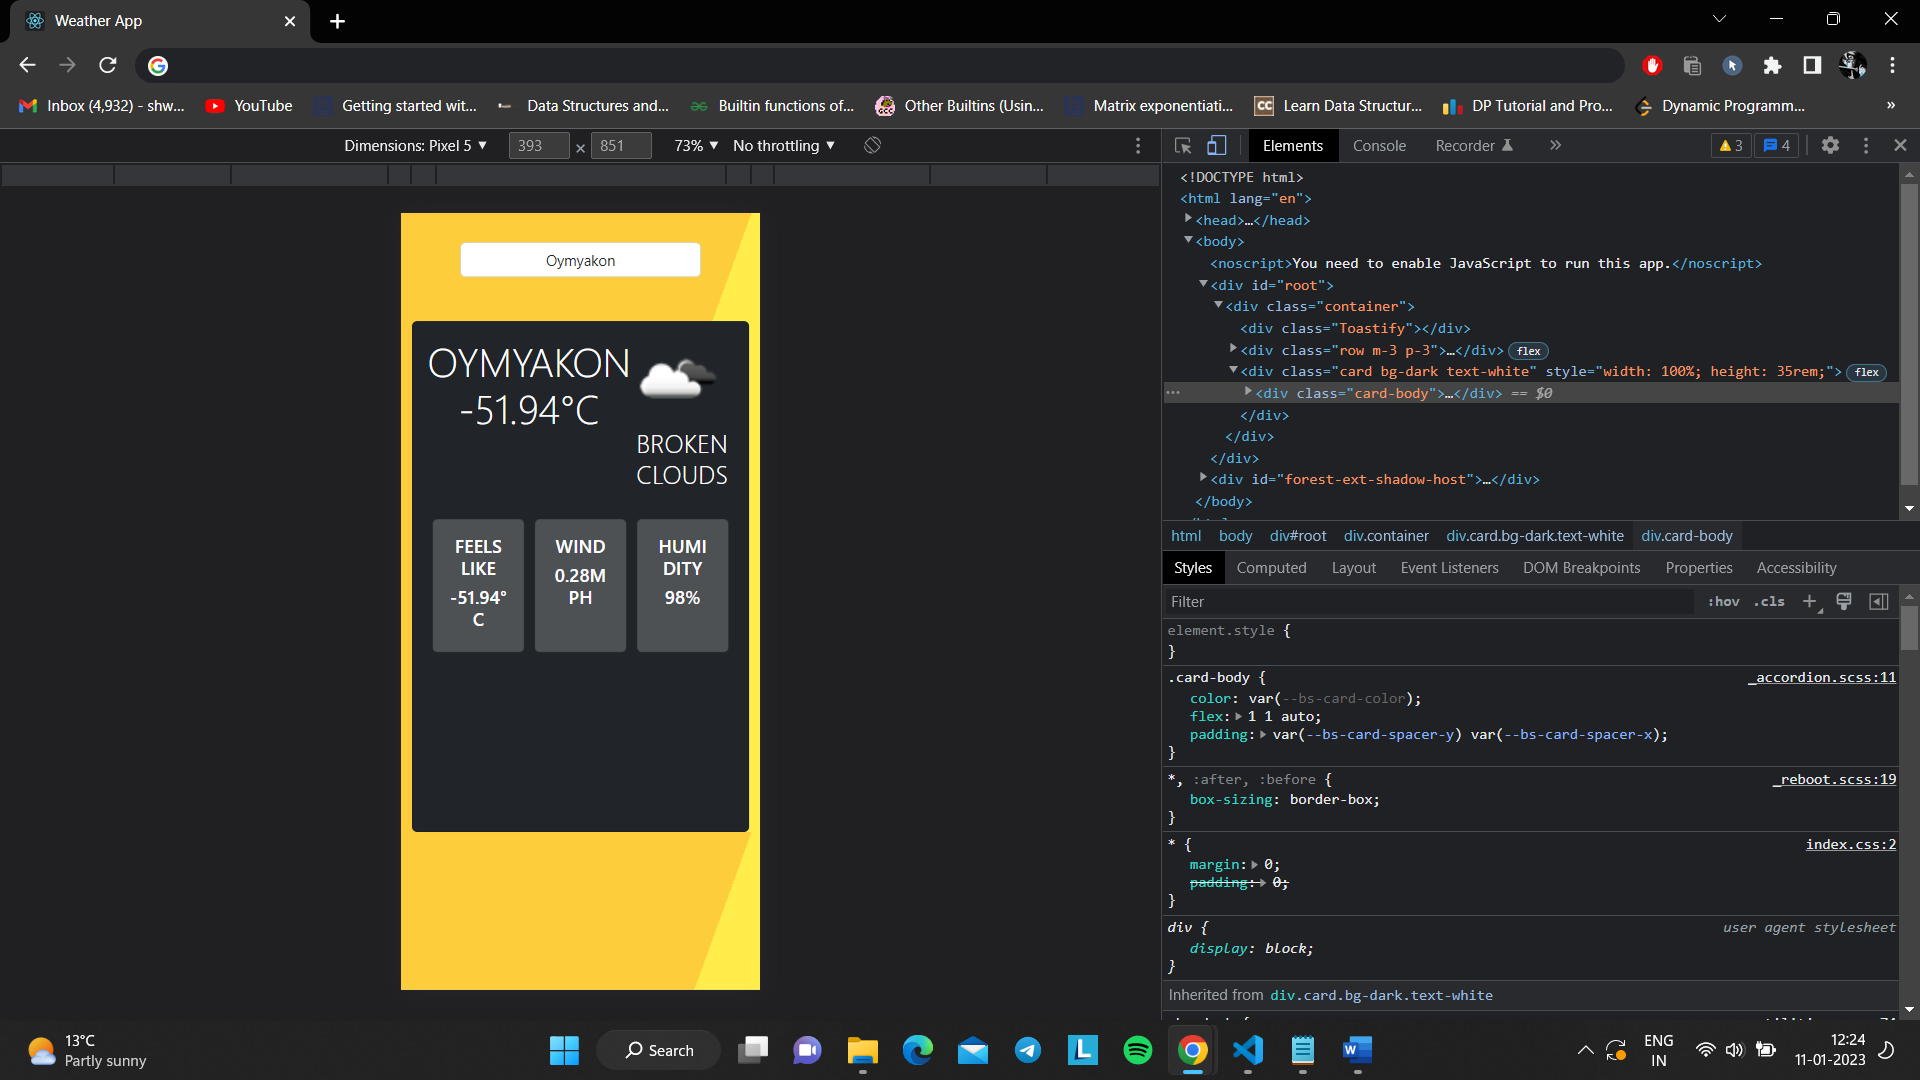 Weather App
Inbox (4,932) - shw...
YouTube
Getting started wit...
Data Structures and...
Builtin functions of...
Other Builtins (Usin...
Matrix exponentiati...
CC
Learn Data Structur...
DP Tutorial and Pro...
Dynamic Programm...
»
Dimensions: Pixel 5 393 × 851 73% No throttling
Elements Console Recorder » 3 4
Oymyakon
OYMYAKON
-51.94°C
BROKEN
CLOUDS
FEELS
LIKE
-51.94°
C
WIND
0.28M
PH
HUMI
DITY
98%
<!DOCTYPE html>
<html lang="en">
<head>…</head>
<body>
<noscript>You need to enable JavaScript to run this app.</noscript>
<div id="root">
<div class="container">
<div class="Toastify"></div>
<div class="row m-3 p-3">…</div> flex
<div class="card bg-dark text-white" style="width: 100%; height: 35rem;"> flex
<div class="card-body">…</div> == $0
</div>
</div>
</div>
<div id="forest-ext-shadow-host">…</div>
</body>
html body div#root div.container div.card.bg-dark.text-white div.card-body
Styles Computed Layout Event Listeners DOM Breakpoints Properties Accessibility
Filter :hov .cls +
element.style {
}
.card-body { _accordion.scss:11
color: var(--bs-card-color);
flex: 1 1 auto;
padding: var(--bs-card-spacer-y) var(--bs-card-spacer-x);
}
*, :after, :before { _reboot.scss:19
box-sizing: border-box;
}
* { index.css:2
margin: 0;
padding: 0;
}
div { user agent stylesheet
display: block;
}
Inherited from div.card.bg-dark.text-white
13°C
Partly sunny
Search
L
W
ENG
IN
12:24
11-01-2023